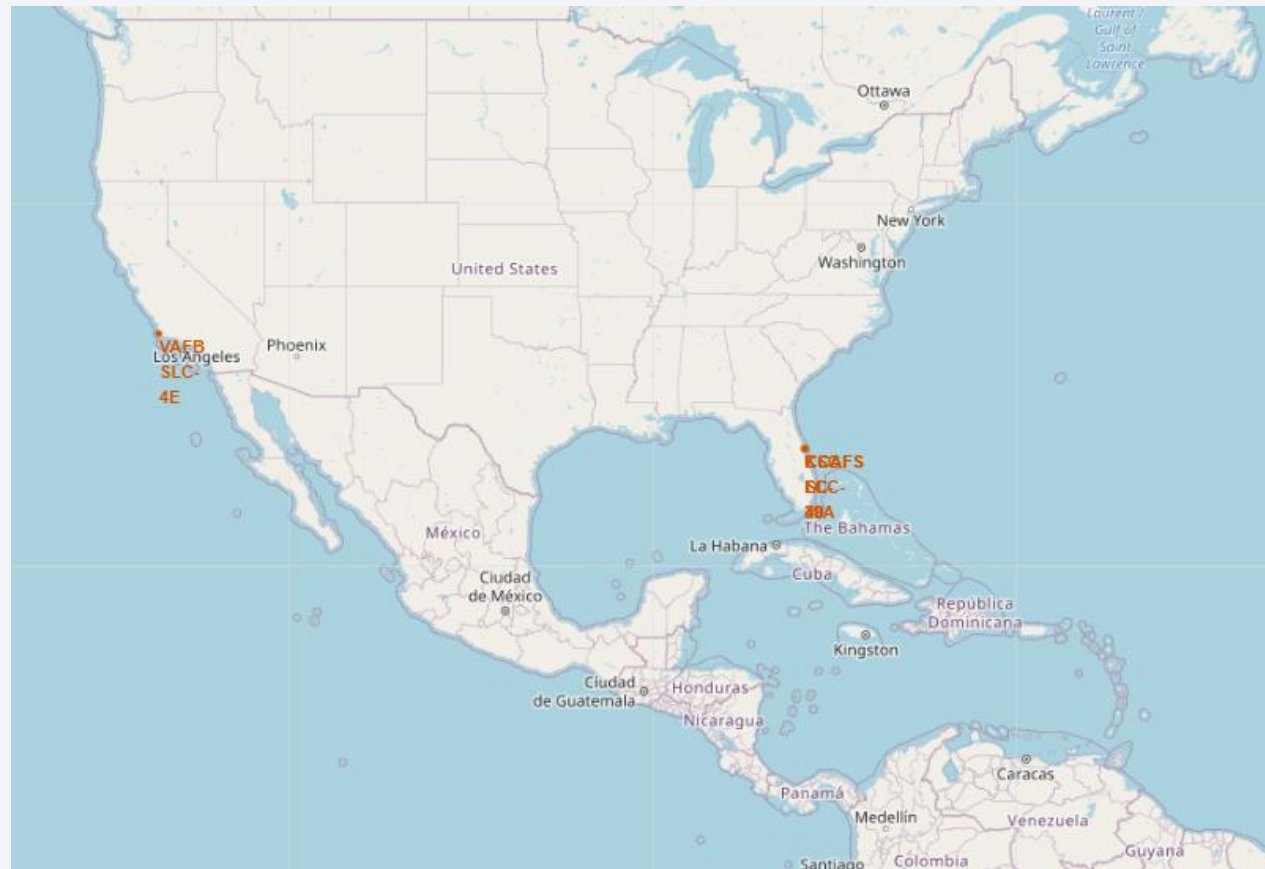 Laurent /
Gulf of
Saint
Lawrence
Ottawa
New York
Washington
United States
VAFB
Los Angeles
SLC-
4E
Phoenix
The Bahamas
México
La Habana
Cuba
Ciudad
de México
República
Dominicana
Kingston
Ciudad
de Guatemala
Honduras
Nicaragua
Caracas
Panamá
Medellín
Venezuela
Guyana
Santiago
Colombia